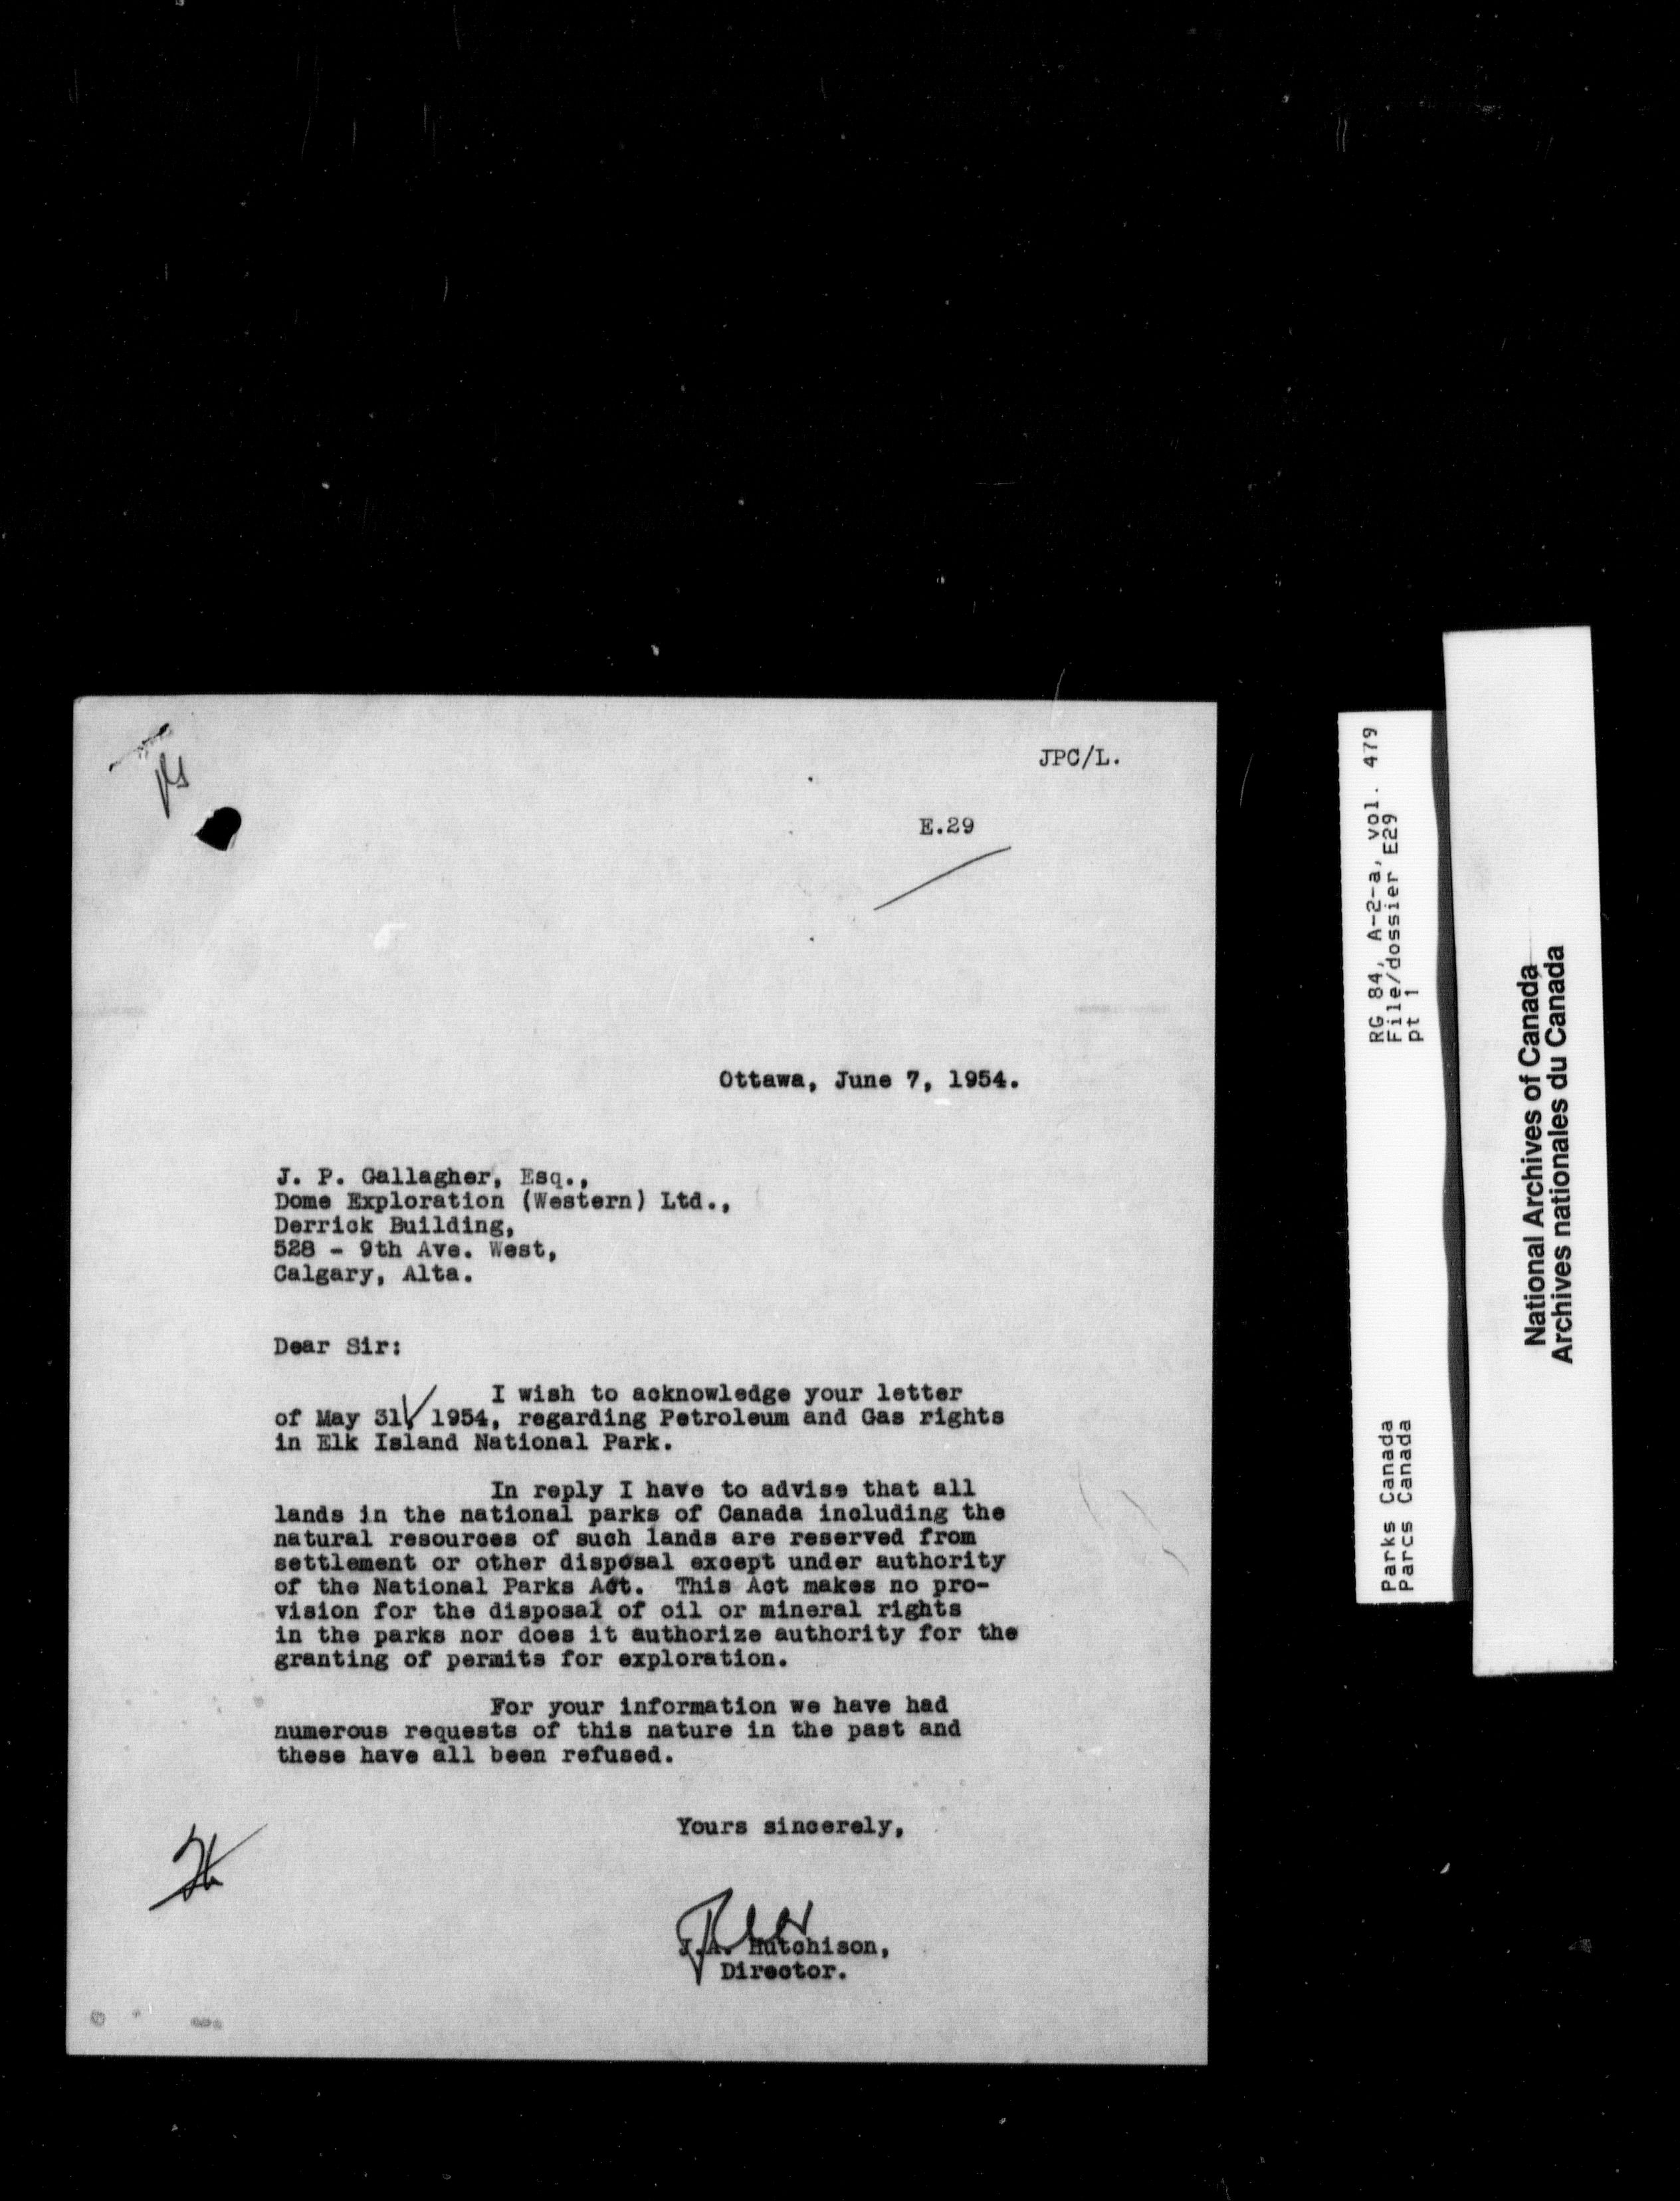 JPC/L.
E.29
Ottawa, June 7, 1954.
J. P. Gallagher, Esq.,
Dome Exploration (Western) Ltd.,
Derrick Building,
528 - 9th Ave. West,
Calgary, Alta.
Dear Sir:
I wish to acknowledge your letter
of May 31, 1954, regarding Petroleum and Gas rights
in Elk Island National Park.
In reply I have to advise that all
lands in the national parks of Canada including the
natural resources of such lands are reserved from
settlement or other disposal except under authority
of the National Parks Act. This Act makes no pro-
vision for the disposal of oil or mineral rights
in the parks nor does it authorize authority for the
granting of permits for exploration.
For your information we have had
numerous requests of this nature in the past and
these have all been refused.
Yours sincerely,
J.A. Hutchison,
Director.
RG 84, A-2-a, vol. 479
File/dossier E29
pt 1
Parks Canada
Parcs Canada
National Archives of Canada
Archives nationales du Canada